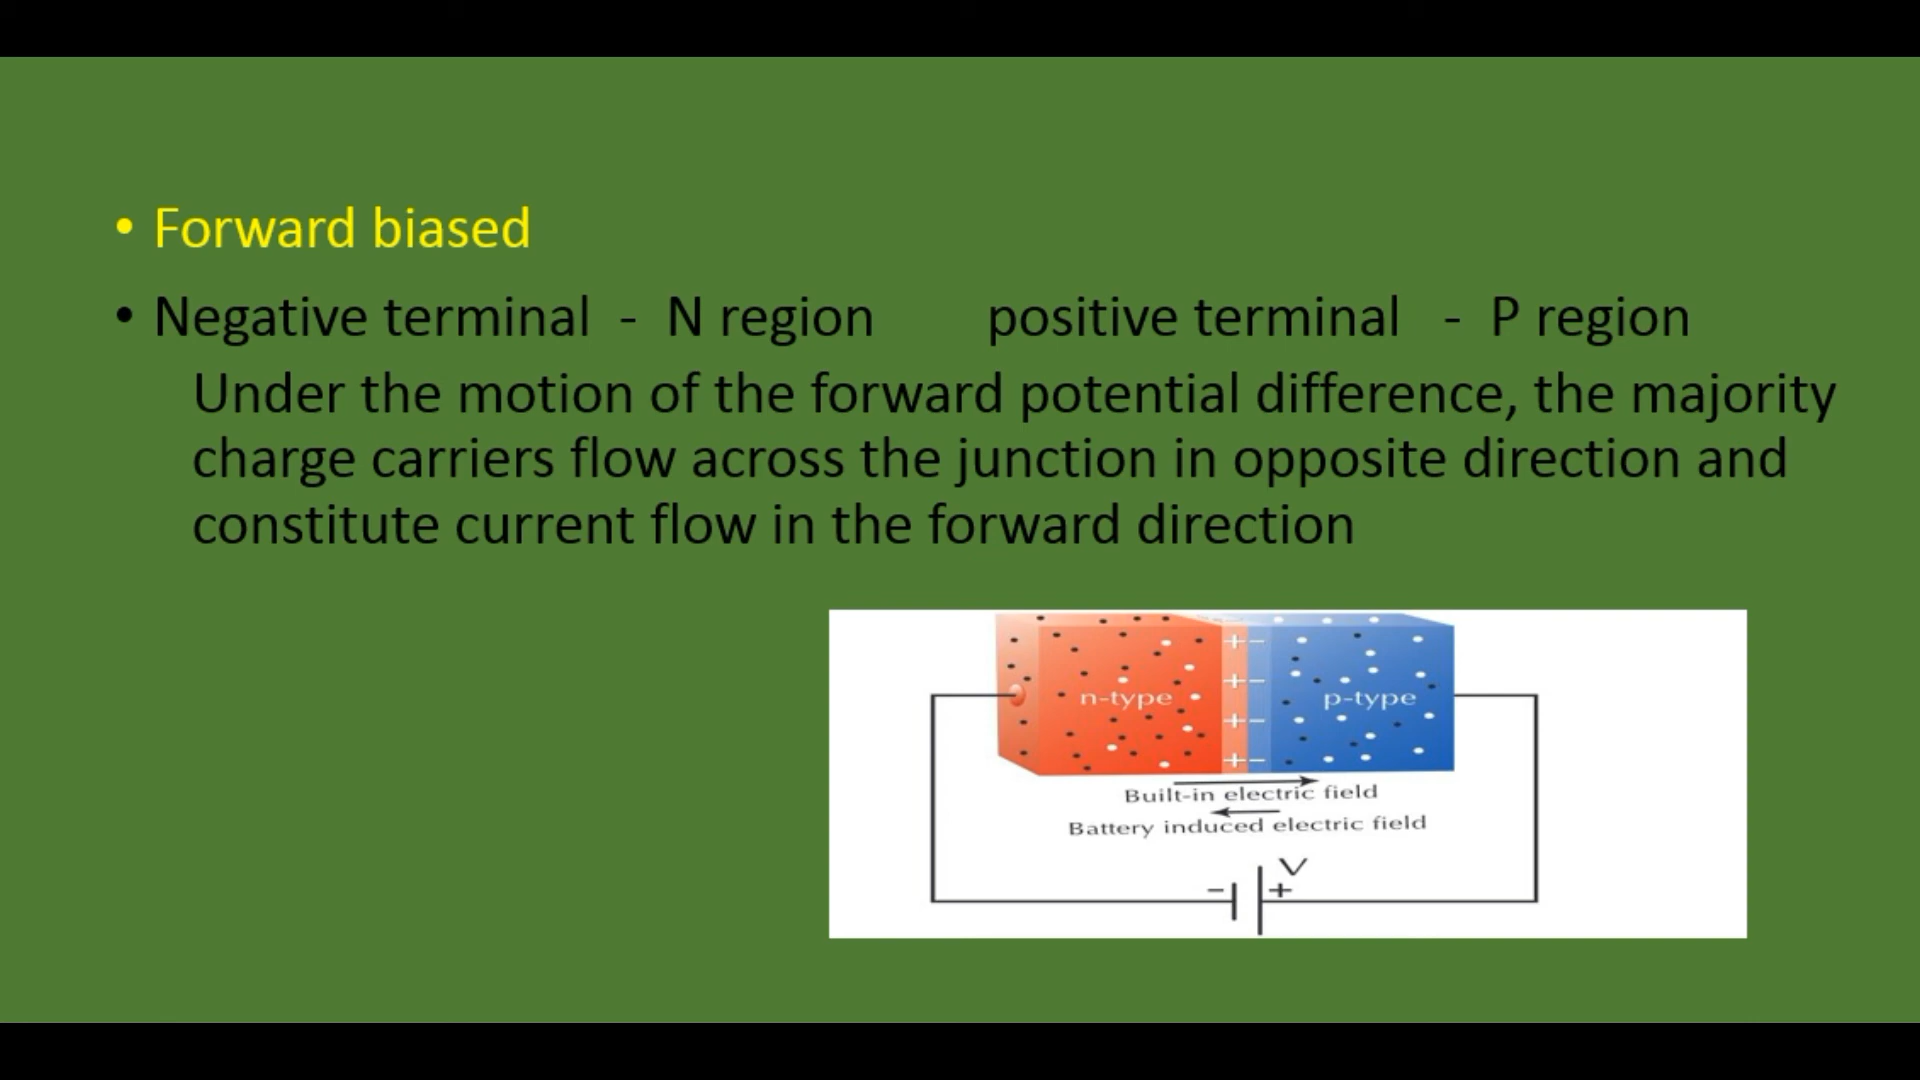 • Forward biased
• Negative terminal - N region positive terminal - P region
Under the motion of the forward potential difference, the majority
charge carriers flow across the junction in opposite direction and
constitute current flow in the forward direction
n-type p-type
+ −
+ −
+ −
+ −
Built-in electric field
Battery induced electric field
V
− +